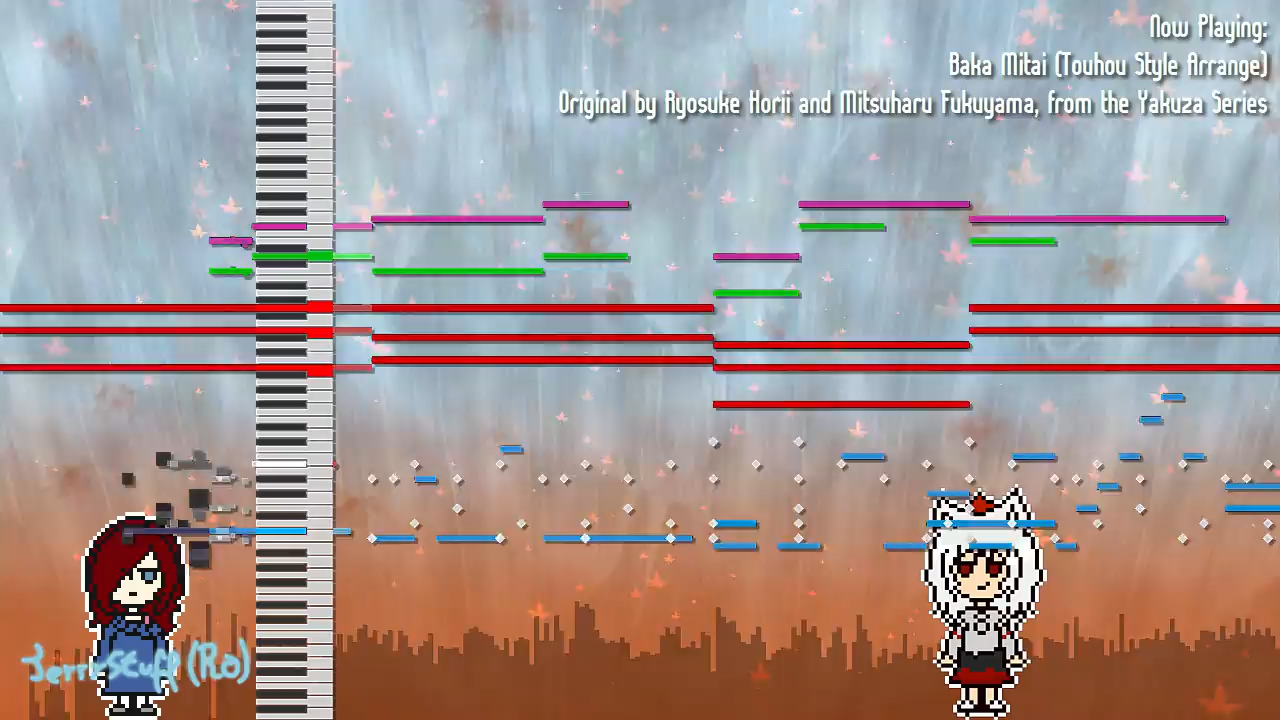 Now Playing:
Baka Mitai (Touhou Style Arrange)
Original by Ryosuke Horii and Mitsuharu Fukuyama, from the Yakuza Series
(Ro)